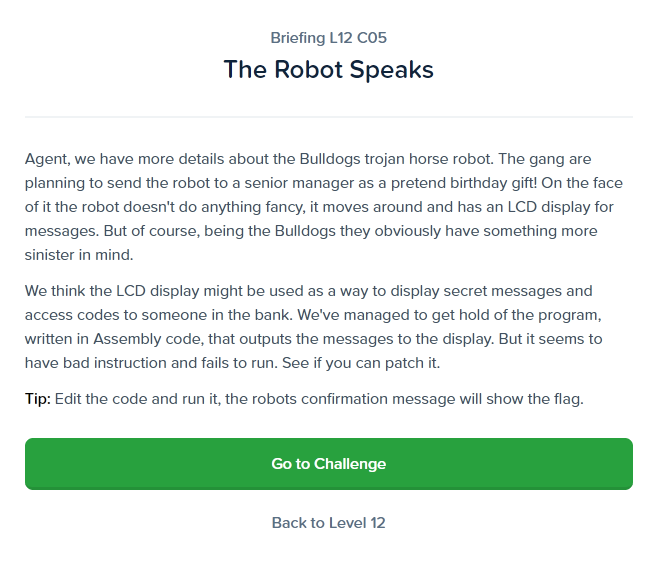 Briefing L12 C05
The Robot Speaks
Agent, we have more details about the Bulldogs trojan horse robot. The gang are
planning to send the robot to a senior manager as a pretend birthday gift! On the face
of it the robot doesn't do anything fancy, it moves around and has an LCD display for
messages. But of course, being the Bulldogs they obviously have something more
sinister in mind.
We think the LCD display might be used as a way to display secret messages and
access codes to someone in the bank. We've managed to get hold of the program,
written in Assembly code, that outputs the messages to the display. But it seems to
have bad instruction and fails to run. See if you can patch it.
Tip: Edit the code and run it, the robots confirmation message will show the flag.
Go to Challenge
Back to Level 12